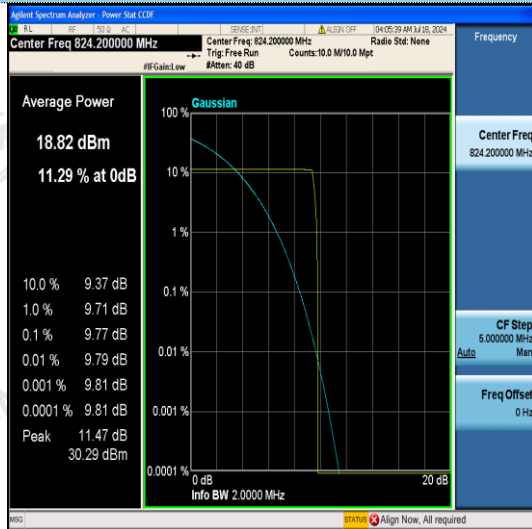 Agilent Spectrum Analyzer - Power Stat CCDF
RL RF 50 Ω AC SENSE:INT ALIGN OFF 04:05:39 AM Jul 18, 2024
Center Freq 824.200000 MHz Center Freq: 824.200000 MHz Radio Std: None
Trig: Free Run Counts:10.0 M/10.0 Mpt
#IFGain:Low #Atten: 40 dB
Frequency
Average Power
18.82 dBm
11.29 % at 0dB
10.0 % 9.37 dB
1.0 % 9.71 dB
0.1 % 9.77 dB
0.01 % 9.79 dB
0.001 % 9.81 dB
0.0001 % 9.81 dB
Peak 11.47 dB
30.29 dBm
Gaussian
100 %
10 %
1 %
0.1 %
0.01 %
0.001 %
0.0001 %
0 dB 20 dB
Info BW 2.0000 MHz
Center Freq
824.200000 MHz
CF Step
5.000000 MHz
Auto Man
Freq Offset
0 Hz
MSG STATUS Align Now, All required